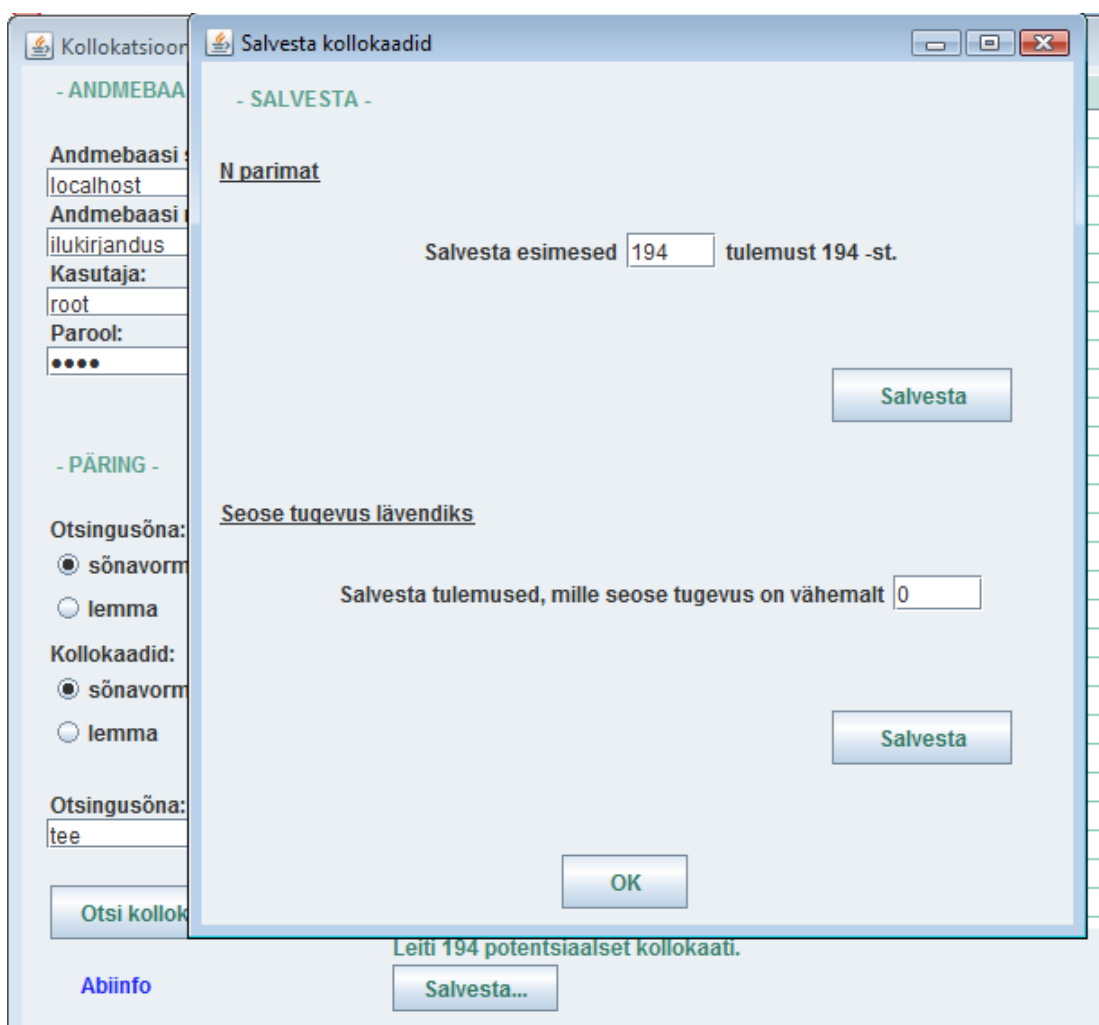 Kollokatsioon
- ANDMEBAA
Andmebaasi s
localhost
Andmebaasi
ilukirjandus
Kasutaja:
root
Parool:
••••
- PÄRING -
Otsingusõna:
sõnavorm
lemma
Kollokaadid:
sõnavorm
lemma
Otsingusõna:
tee
Otsi kollok
Abiinfo
Salvesta kollokaadid
- SALVESTA -
N parimat
Salvesta esimesed 194 tulemust 194 -st.
Salvesta
Seose tugevus lävendiks
Salvesta tulemused, mille seose tugevus on vähemalt 0
Salvesta
OK
Leiti 194 potentsiaalset kollokaati.
Salvesta...